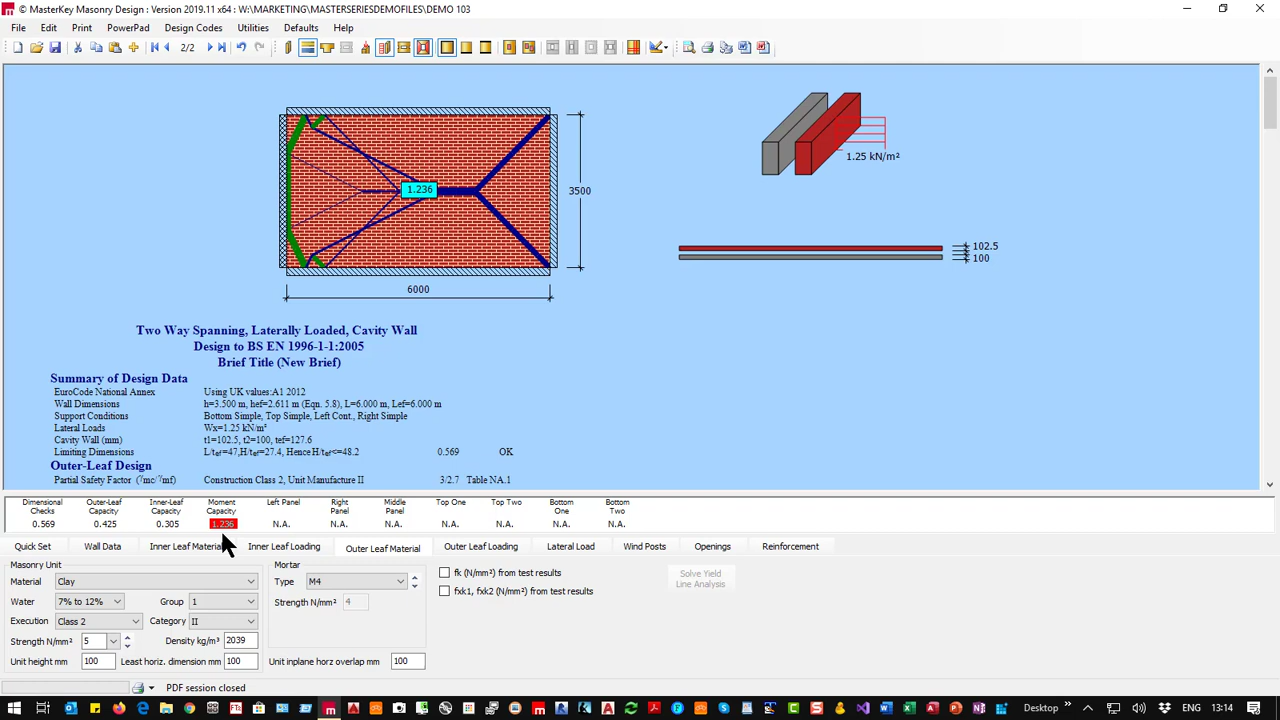 MasterKey Masonry Design : Version 2019.11 x64 : W:\MARKETING\MASTERSERIESDEMOFILES\DEMO 103
File Edit Print PowerPad Design Codes Utilities Defaults Help
2/2
1.236
3500
6000
1.25 kN/m²
102.5
100
Two Way Spanning, Laterally Loaded, Cavity Wall
Design to BS EN 1996-1-1:2005
Brief Title (New Brief)
Summary of Design Data
EuroCode National Annex Using UK values:A1 2012
Wall Dimensions h=3.500 m, hef=2.611 m (Eqn. 5.8), L=6.000 m, Lef=6.000 m
Support Conditions Bottom Simple, Top Simple, Left Cont., Right Simple
Lateral Loads Wx=1.25 kN/m²
Cavity Wall (mm) t1=102.5, t2=100, tef=127.6
Limiting Dimensions L/tef=47,H/tef=27.4, Hence H/tef<=48.2 0.569 OK
Outer-Leaf Design
Partial Safety Factor (γmc/γmf) Construction Class 2, Unit Manufacture II 3/2.7 Table NA.1
Dimensional Checks Outer-Leaf Capacity Inner-Leaf Capacity Moment Capacity Left Panel Right Panel Middle Panel Top One Top Two Bottom One Bottom Two
0.569 0.425 0.305 1.236 N.A. N.A. N.A. N.A. N.A. N.A. N.A.
Quick Set Wall Data Inner Leaf Material Inner Leaf Loading Outer Leaf Material Outer Leaf Loading Lateral Load Wind Posts Openings Reinforcement
Masonry Unit Mortar
Material Clay Type M4 fk (N/mm²) from test results Solve Yield Line Analysis
Water 7% to 12% Group 1 Strength N/mm² 4 fxk1, fxk2 (N/mm²) from test results
Execution Class 2 Category II
Strength N/mm² 5 Density kg/m³ 2039
Unit height mm 100 Least horiz. dimension mm 100 Unit inplane horz overlap mm 100
PDF session closed
Desktop ENG 13:14